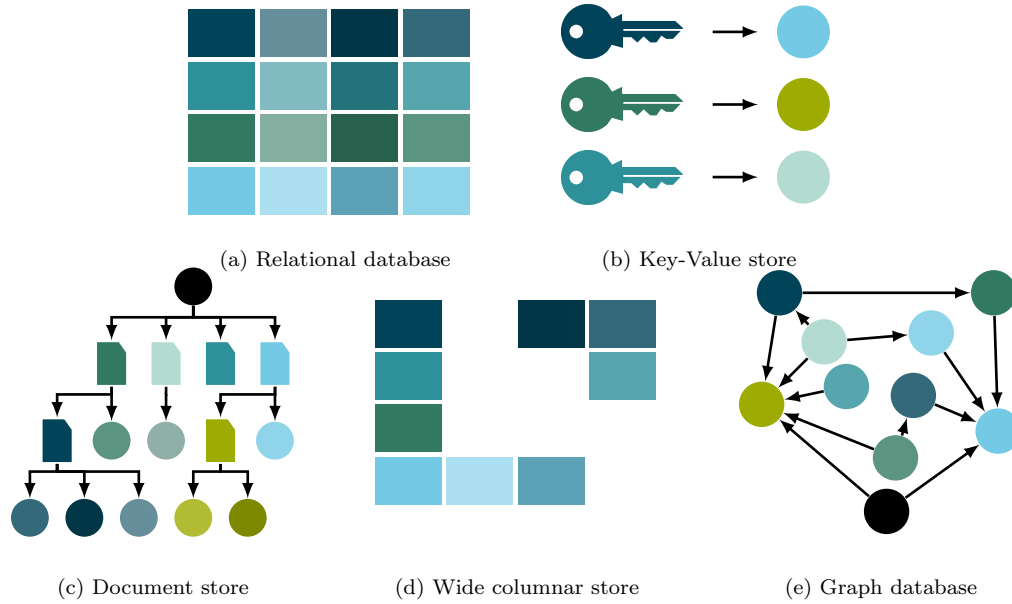 (a) Relational database
(b) Key-Value store
(c) Document store
(d) Wide columnar store
(e) Graph database